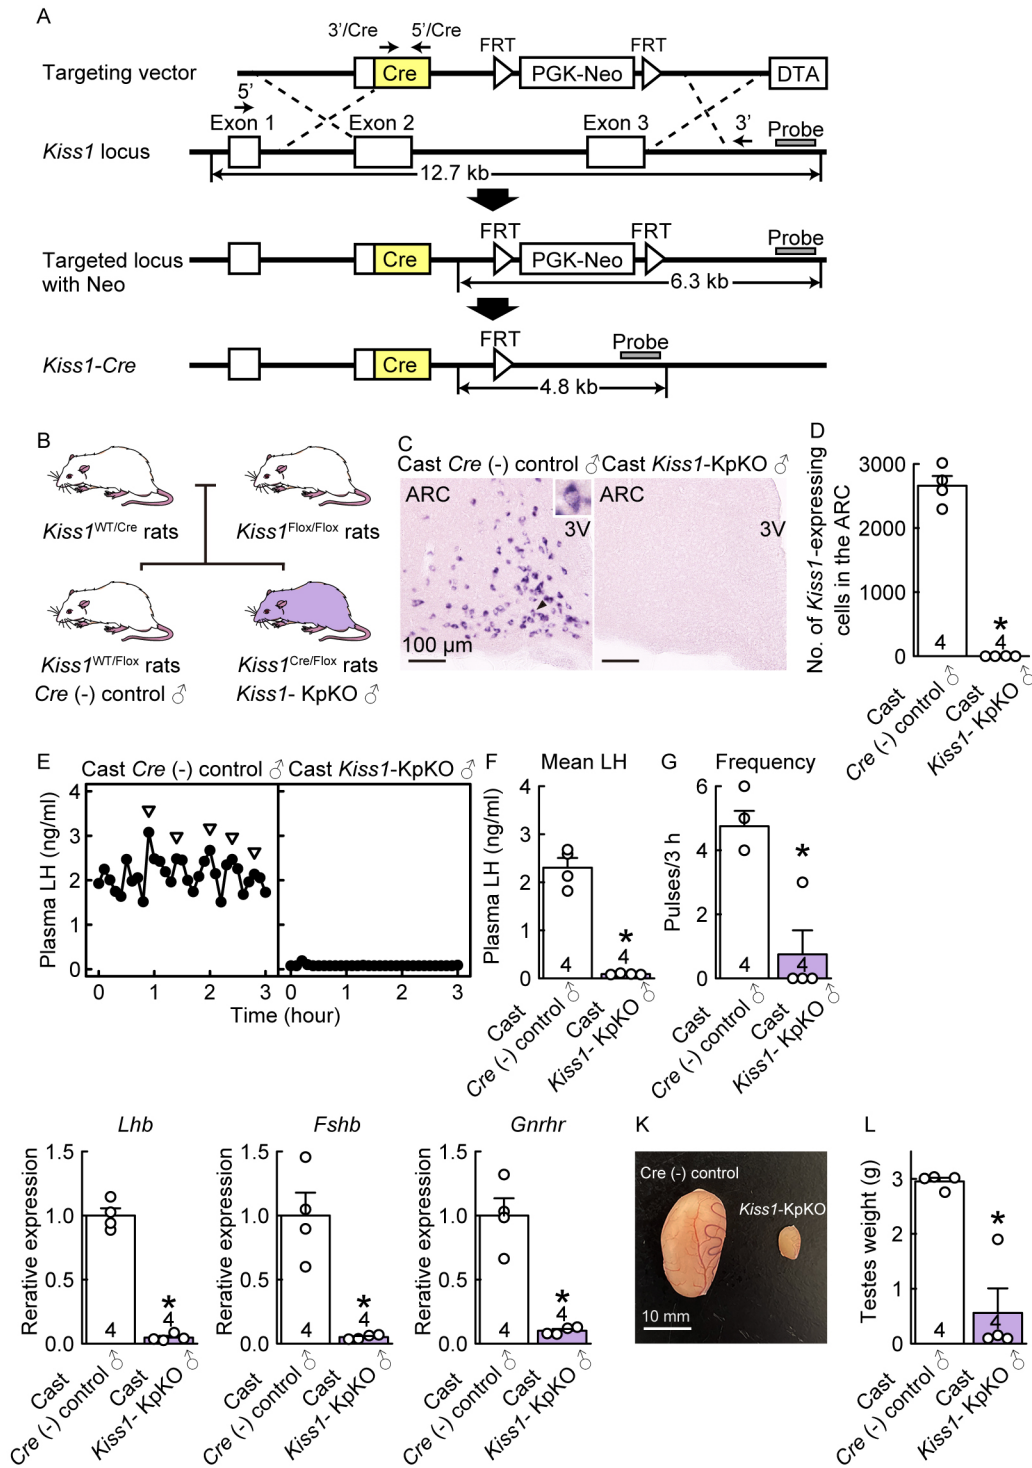 A
3’/Cre
5’/Cre
FRT
FRT
Targeting vector
Cre
PGK-Neo
DTA
5’
Exon 1
Exon 2
Exon 3
3’
Probe
Kiss1 locus
12.7 kb
FRT
FRT
Probe
Targeted locus
with Neo
Cre
PGK-Neo
6.3 kb
FRT
Probe
Kiss1-Cre
Cre
4.8 kb
B
Kiss1WT/Cre rats
Kiss1Flox/Flox rats
Kiss1WT/Flox rats
Kiss1Cre/Flox rats
Cre (-) control ♂
Kiss1- KpKO ♂
C
Cast Cre (-) control ♂
Cast Kiss1-KpKO ♂
ARC
3V
100 μm
ARC
3V
D
No. of Kiss1-expressing
cells in the ARC
3000
2000
1000
0
4
*
4
Cast
Cre (-) control ♂
Cast
Kiss1- KpKO ♂
E
Cast Cre (-) control ♂
Cast Kiss1-KpKO ♂
Plasma LH (ng/ml)
4
3
2
1
0
0
1
2
3
0
1
2
3
Time (hour)
F
Mean LH
Plasma LH (ng/ml)
4
3
2
1
0
4
*
4
Cast
Cre (-) control ♂
Cast
Kiss1- KpKO ♂
G
Frequency
Pulses/3 h
6
4
2
0
4
*
4
Cast
Cre (-) control ♂
Cast
Kiss1- KpKO ♂
Lhb
Rerative expression
1.5
1.0
0.5
0.0
4
*
4
Cast
Cre (-) control ♂
Cast
Kiss1- KpKO ♂
Fshb
Rerative expression
1.5
1.0
0.5
0.0
4
*
4
Cast
Cre (-) control ♂
Cast
Kiss1- KpKO ♂
Gnrhr
Rerative expression
1.5
1.0
0.5
0.0
4
*
4
Cast
Cre (-) control ♂
Cast
Kiss1- KpKO ♂
K
Cre (-) control
Kiss1-KpKO
10 mm
L
Testes weight (g)
3
2
1
0
4
*
4
Cast
Cre (-) control ♂
Cast
Kiss1- KpKO ♂